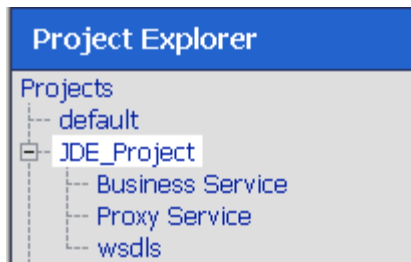 Project Explorer
Projects
default
JDE_Project
Business Service
Proxy Service
wsdls